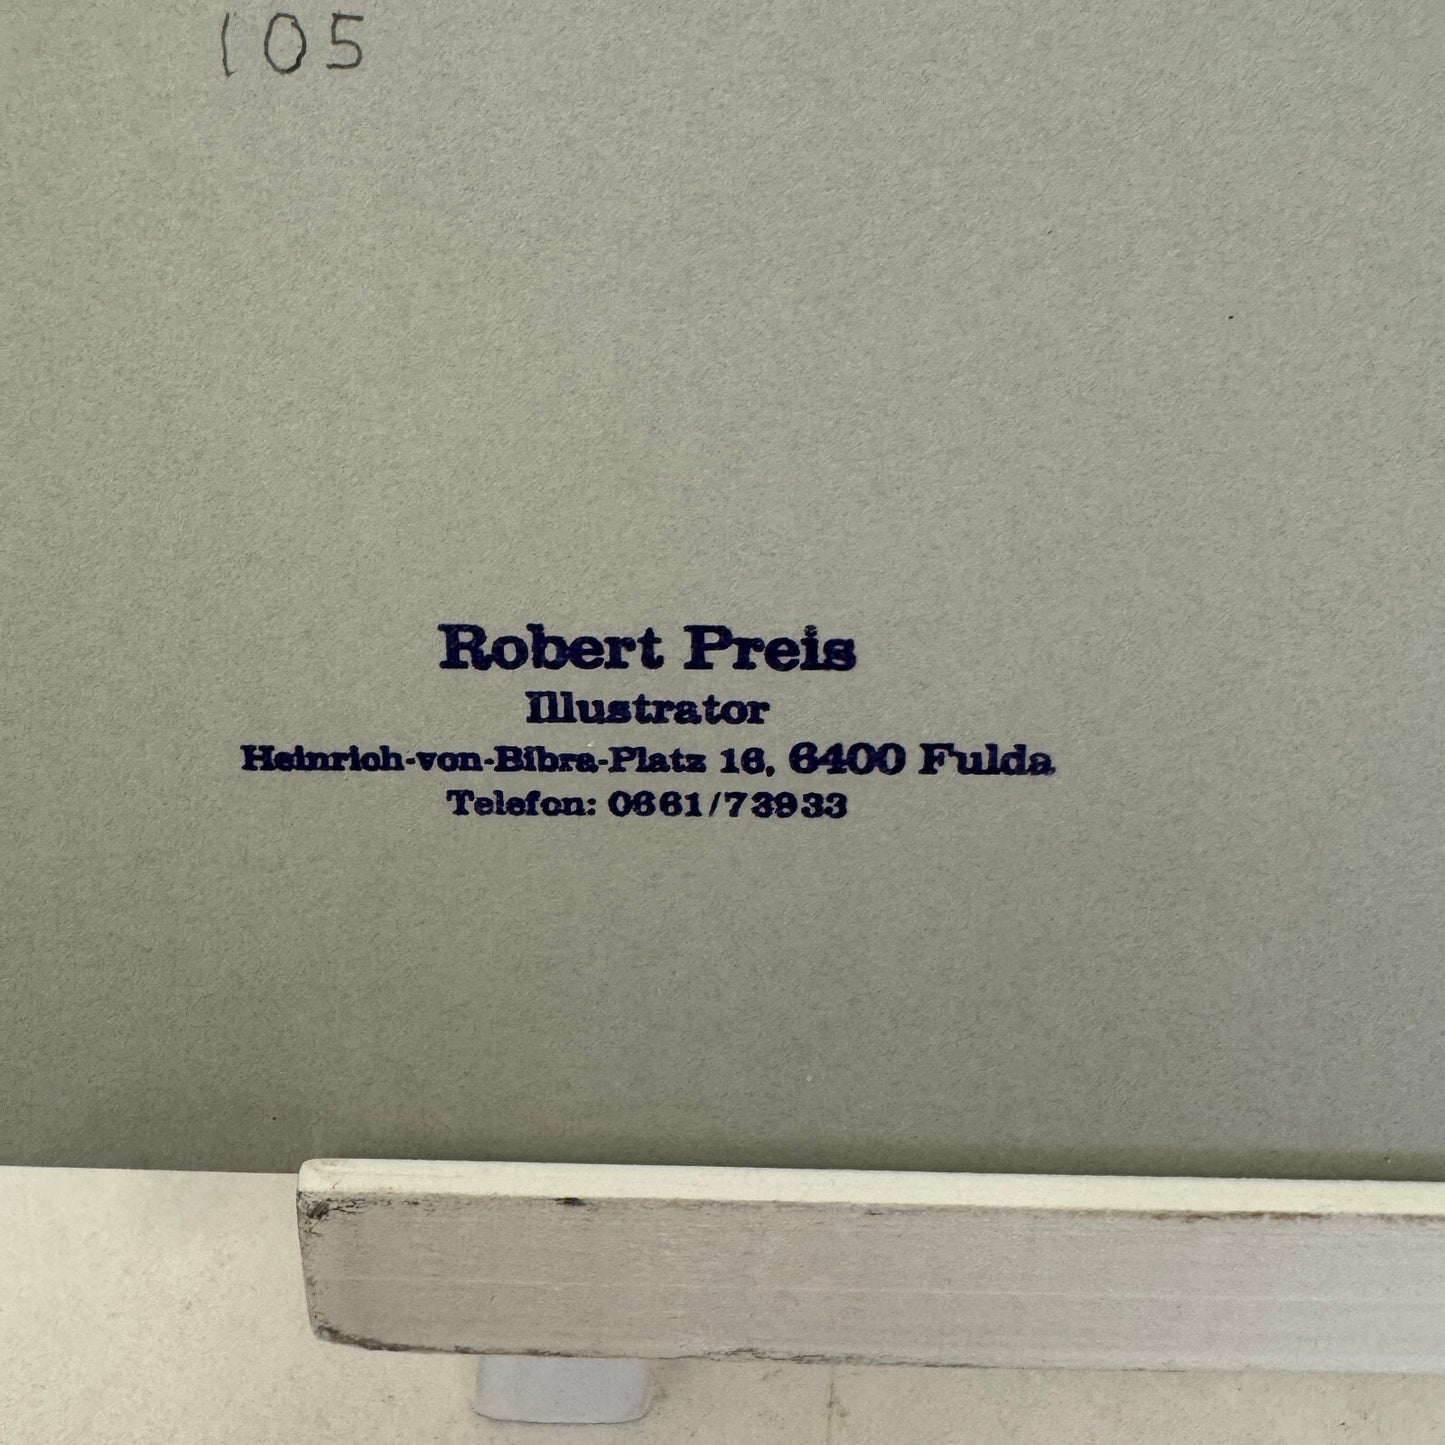 105
Robert Preis
Illustrator
Heinrich-von-Bibra-Platz 16, 6400 Fulda
Telefon: 0661/73933